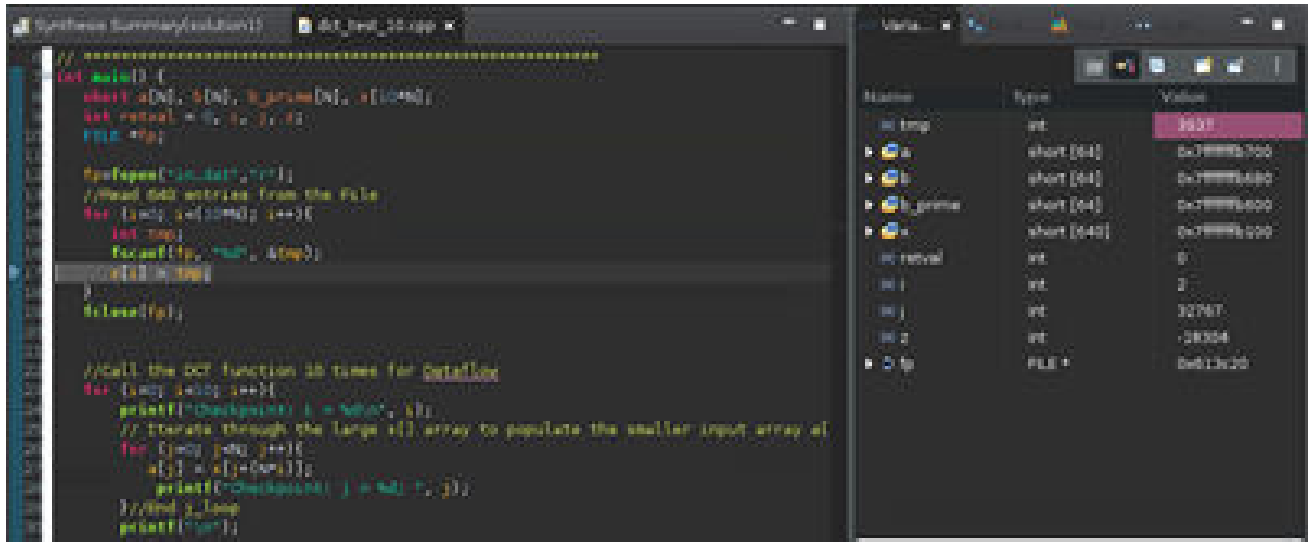 Synthesis Summary(solution1)
dct_test_10.cpp
int main() {
short a[N], b[N], b_prime[N], x[10*N];
int retval = 0, i, j, z;
FILE *fp;
fp=fopen("in.dat","r");
//Read 640 entries from the File
for (i=0; i<(10*N); i++){
int tmp;
fscanf(fp, "%d", &tmp);
x[i] = tmp;
}
fclose(fp);
//Call the DCT function 10 times for Dataflow
for (i=0; i<10; i++){
printf("Checkpoint: i = %d\n", i);
// Iterate through the large x[] array to populate the smaller input array a[
for (j=0; j<N; j++){
a[j] = x[j+(N*i)];
printf("Checkpoint: j = %d; ", j);
}//End j_loop
printf("\n");
Varia...
Name Type Value
tmp int
a short [64] 0x7fffffffb700
b short [64] 0x7fffffffb680
b_prime short [64] 0x7fffffffb600
x short [640] 0x7fffffffb100
retval int 0
i int 2
j int 32767
z int
fp FILE *